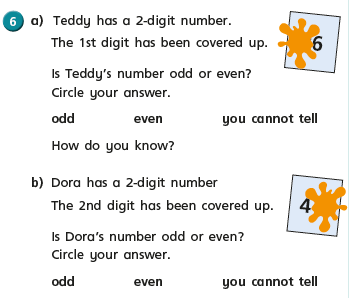 6 a) Teddy has a 2-digit number.
The 1st digit has been covered up.
6
Is Teddy's number odd or even?
Circle your answer.
odd even you cannot tell
How do you know?
b) Dora has a 2-digit number
The 2nd digit has been covered up.
4
Is Dora's number odd or even?
Circle your answer.
odd even you cannot tell